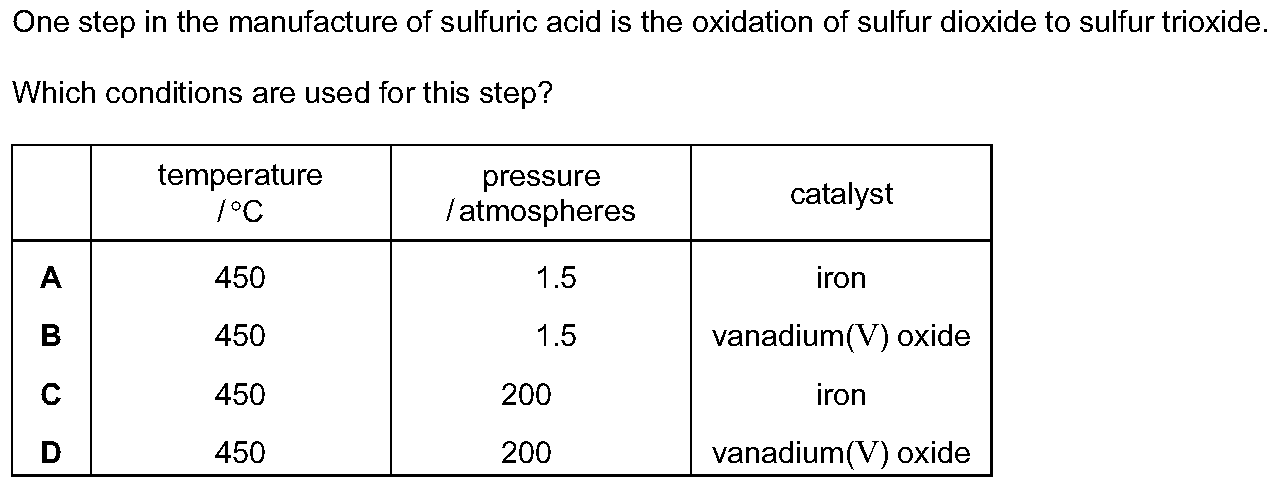 One step in the manufacture of sulfuric acid is the oxidation of sulfur dioxide to sulfur trioxide.
Which conditions are used for this step?
temperature pressure catalyst
/ °C / atmospheres
A 450 1.5 iron
B 450 1.5 vanadium(V) oxide
C 450 200 iron
D 450 200 vanadium(V) oxide